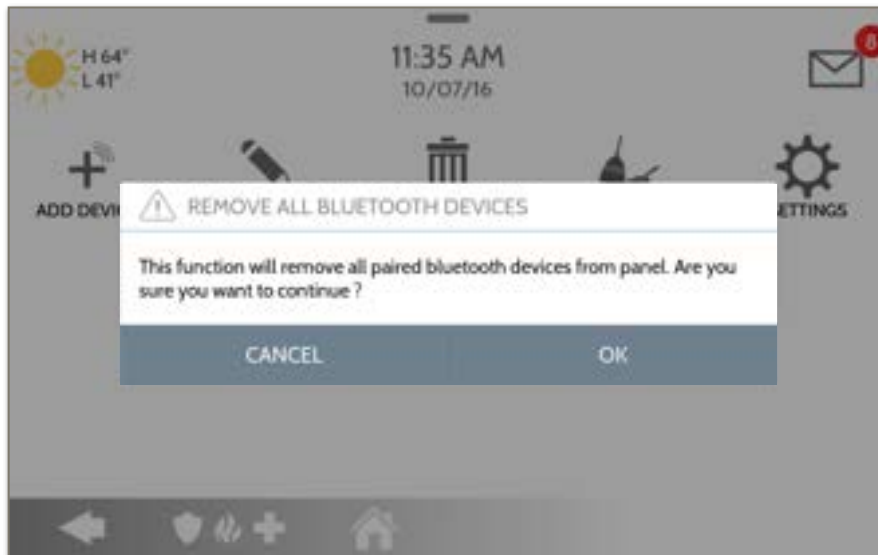 H 64°
L 41°
11:35 AM
10/07/16
8
ADD DEVI
ETTINGS
REMOVE ALL BLUETOOTH DEVICES
This function will remove all paired bluetooth devices from panel. Are you
sure you want to continue ?
CANCEL OK